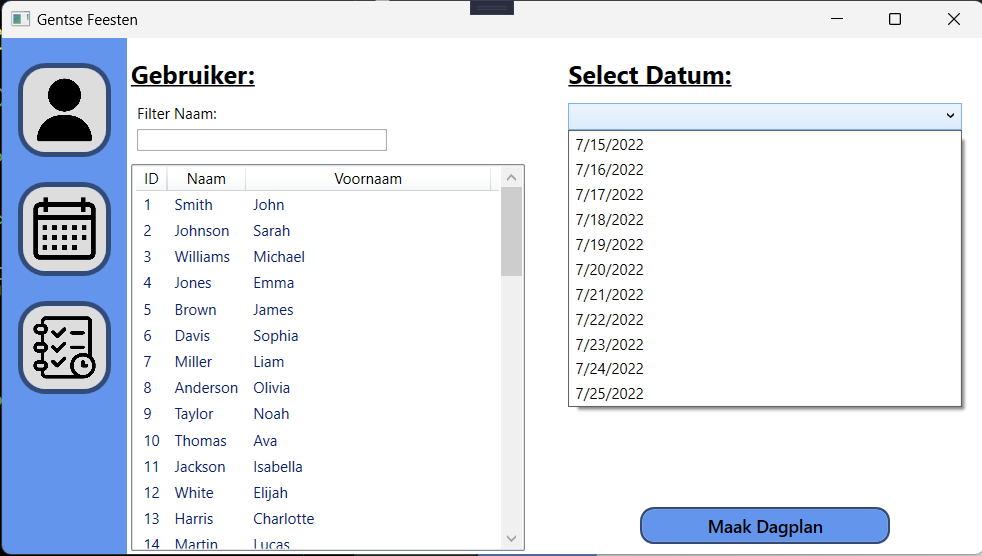 Gentse Feesten
Gebruiker:
Filter Naam:
ID Naam Voornaam
1 Smith John
2 Johnson Sarah
3 Williams Michael
4 Jones Emma
5 Brown James
6 Davis Sophia
7 Miller Liam
8 Anderson Olivia
9 Taylor Noah
10 Thomas Ava
11 Jackson Isabella
12 White Elijah
13 Harris Charlotte
14 Martin Lucas
Select Datum:
7/15/2022
7/16/2022
7/17/2022
7/18/2022
7/19/2022
7/20/2022
7/21/2022
7/22/2022
7/23/2022
7/24/2022
7/25/2022
Maak Dagplan